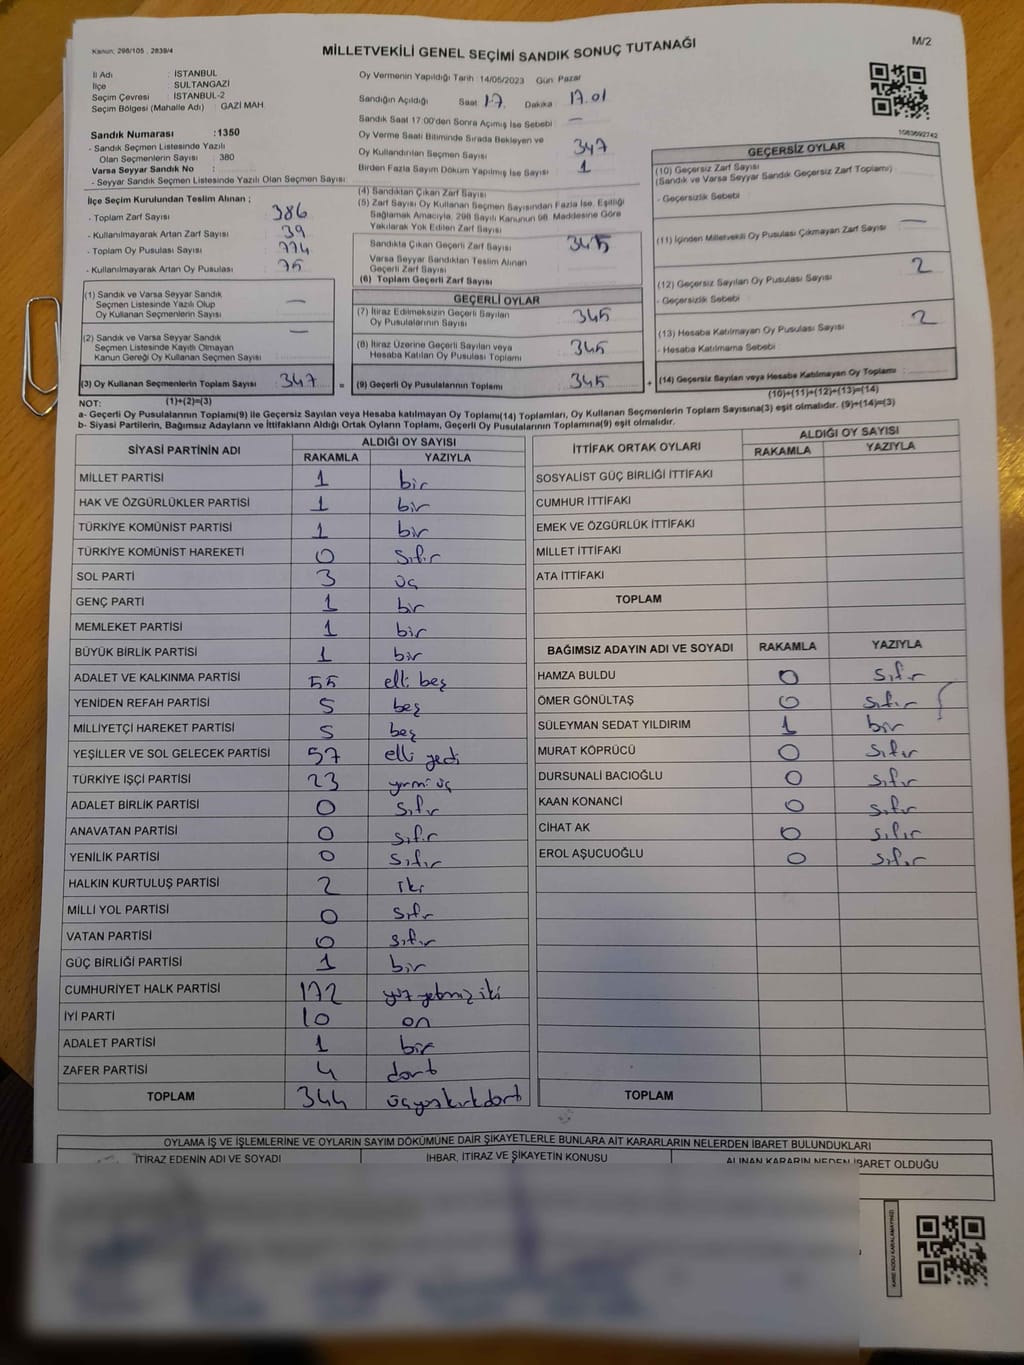 Kanun: 298/105 , 2839/4
MİLLETVEKİLİ GENEL SEÇİMİ SANDIK SONUÇ TUTANAĞI
M/2
İl Adı : İSTANBUL
İlçe : SULTANGAZİ
Seçim Çevresi : İSTANBUL-2
Seçim Bölgesi (Mahalle Adı) : GAZİ MAH
Sandık Numarası : 1350
- Sandık Seçmen Listesinde Yazılı
Olan Seçmenlerin Sayısı : 380
Varsa Seyyar Sandık No :
- Seyyar Sandık Seçmen Listesinde Yazılı Olan Seçmen Sayısı:
Oy Vermenin Yapıldığı Tarih : 14/05/2023 Gün Pazar
Sandığın Açıldığı Saat 17. Dakika : 17.01
Sandık Saat 17:00'den Sonra Açımış İse Sebebi : —
Oy Verme Saati Bitiminde Sırada Bekleyen ve
Oy Kullandırılan Seçmen Sayısı 347
Birden Fazla Sayım Döküm Yapılmış İse Sayısı : 1
1083692742
İlçe Seçim Kurulundan Teslim Alınan ;
- Toplam Zarf Sayısı : 386
- Kullanılmayarak Artan Zarf Sayısı : 39
- Toplam Oy Pusulası Sayısı : 774
- Kullanılmayarak Artan Oy Pusulası : 75
(1) Sandık ve Varsa Seyyar Sandık
Seçmen Listesinde Yazılı Olup
Oy Kullanan Seçmenlerin Sayısı : —
(2) Sandık ve Varsa Seyyar Sandık
Seçmen Listesinde Kayıtlı Olmayan
Kanun Gereği Oy Kullanan Seçmen Sayısı : —
(3) Oy Kullanan Seçmenlerin Toplam Sayısı : 347 =
(1)+(2)=(3)
(4) Sandıktan Çıkan Zarf Sayısı
(5) Zarf Sayısı Oy Kullanan Seçmen Sayısından Fazla İse, Eşitliği
Sağlamak Amacıyla, 298 Sayılı Kanunun 98. Maddesine Göre
Yakılarak Yok Edilen Zarf Sayısı
Sandıkta Çıkan Geçerli Zarf Sayısı : 345
Varsa Seyyar Sandıktan Teslim Alınan
Geçerli Zarf Sayısı
(6) Toplam Geçerli Zarf Sayısı
GEÇERLİ OYLAR
(7) İtiraz Edilmeksizin Geçerli Sayılan
Oy Pusulalarının Sayısı : 345
(8) İtiraz Üzerine Geçerli Sayılan veya
Hesaba Katılan Oy Pusulası Toplamı : 345
(9) Geçerli Oy Pusulalarının Toplamı : 345 +
GEÇERSİZ OYLAR
(10) Geçersiz Zarf Sayısı
(Sandık ve Varsa Seyyar Sandık Geçersiz Zarf Toplamı) :
- Geçersizlik Sebebi :
(11) İçinden Milletvekili Oy Pusulası Çıkmayan Zarf Sayısı : —
(12) Geçersiz Sayılan Oy Pusulası Sayısı : 2
- Geçersizlik Sebebi :
(13) Hesaba Katılmayan Oy Pusulası Sayısı : 2
- Hesaba Katılmama Sebebi :
(14) Geçersiz Sayılan veya Hesaba Katılmayan Oy Toplamı :
(10)+(11)+(12)+(13)=(14)
NOT:
a- Geçerli Oy Pusulalarının Toplamı(9) ile Geçersiz Sayılan veya Hesaba katılmayan Oy Toplamı(14) Toplamları, Oy Kullanan Seçmenlerin Toplam Sayısına(3) eşit olmalıdır. (9)+(14)=(3)
b- Siyasi Partilerin, Bağımsız Adayların ve İttifakların Aldığı Ortak Oyların Toplamı, Geçerli Oy Pusulalarının Toplamına(9) eşit olmalıdır.
SİYASİ PARTİNİN ADI ALDIĞI OY SAYISI
RAKAMLA YAZIYLA
MİLLET PARTİSİ 1 bir
HAK VE ÖZGÜRLÜKLER PARTİSİ 1 bir
TÜRKİYE KOMÜNİST PARTİSİ 1 bir
TÜRKİYE KOMÜNİST HAREKETİ 0 sıfır
SOL PARTİ 3 üç
GENÇ PARTİ 1 bir
MEMLEKET PARTİSİ 1 bir
BÜYÜK BİRLİK PARTİSİ 1 bir
ADALET VE KALKINMA PARTİSİ 55 elli beş
YENİDEN REFAH PARTİSİ 5 beş
MİLLİYETÇİ HAREKET PARTİSİ 5 beş
YEŞİLLER VE SOL GELECEK PARTİSİ 57 elli yedi
TÜRKİYE İŞÇİ PARTİSİ 23 yirmi üç
ADALET BİRLİK PARTİSİ 0 sıfır
ANAVATAN PARTİSİ 0 sıfır
YENİLİK PARTİSİ 0 sıfır
HALKIN KURTULUŞ PARTİSİ 2 iki
MİLLİ YOL PARTİSİ 0 sıfır
VATAN PARTİSİ 0 sıfır
GÜÇ BİRLİĞİ PARTİSİ 1 bir
CUMHURİYET HALK PARTİSİ 172 yüz yetmiş iki
İYİ PARTİ 10 on
ADALET PARTİSİ 1 bir
ZAFER PARTİSİ 4 dört
TOPLAM 344 üçyüzkırkdört
İTTİFAK ORTAK OYLARI ALDIĞI OY SAYISI
RAKAMLA YAZIYLA
SOSYALİST GÜÇ BİRLİĞİ İTTİFAKI
CUMHUR İTTİFAKI
EMEK VE ÖZGÜRLÜK İTTİFAKI
MİLLET İTTİFAKI
ATA İTTİFAKI
TOPLAM
BAĞIMSIZ ADAYIN ADI VE SOYADI RAKAMLA YAZIYLA
HAMZA BULDU 0 sıfır
ÖMER GÖNÜLTAŞ 0 sıfır
SÜLEYMAN SEDAT YILDIRIM 1 bir
MURAT KÖPRÜCÜ 0 sıfır
DURSUNALİ BACIOĞLU 0 sıfır
KAAN KONANCİ 0 sıfır
CİHAT AK 0 sıfır
EROL AŞUCUOĞLU 0 sıfır
TOPLAM
OYLAMA İŞ VE İŞLEMLERİNE VE OYLARIN SAYIM DÖKÜMÜNE DAİR ŞİKAYETLERLE BUNLARA AİT KARARLARIN NELERDEN İBARET BULUNDUKLARI
İTİRAZ EDENİN ADI VE SOYADI İHBAR, İTİRAZ VE ŞİKAYETİN KONUSU ALINAN KARARIN NEDEN İBARET OLDUĞU
KARE KODU KARALAMAYINIZ!